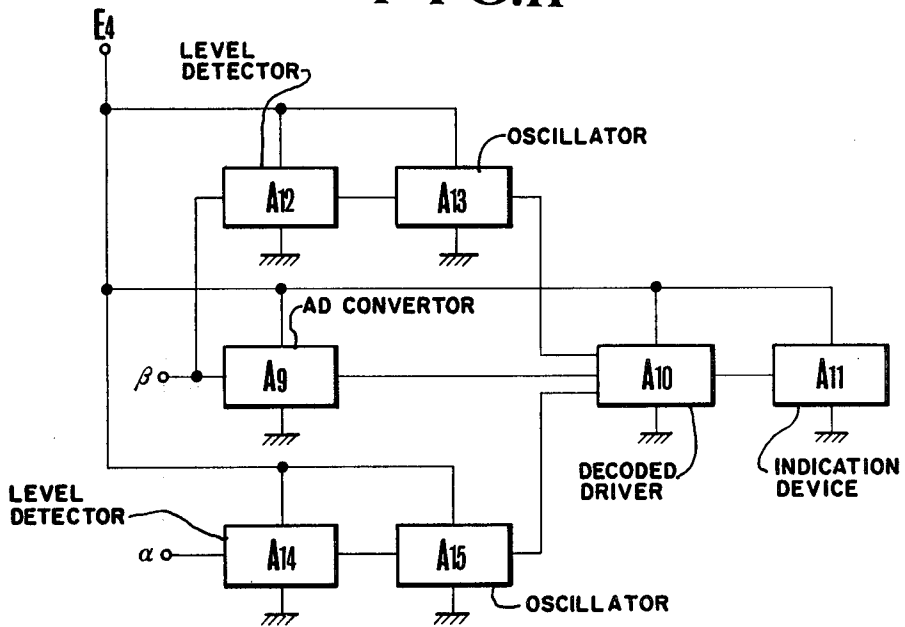 E4
LEVEL
DETECTOR
OSCILLATOR
A12
A13
AD CONVERTOR
β
A9
A10
A11
DECODED
DRIVER
INDICATION
DEVICE
LEVEL
DETECTOR
α
A14
A15
OSCILLATOR